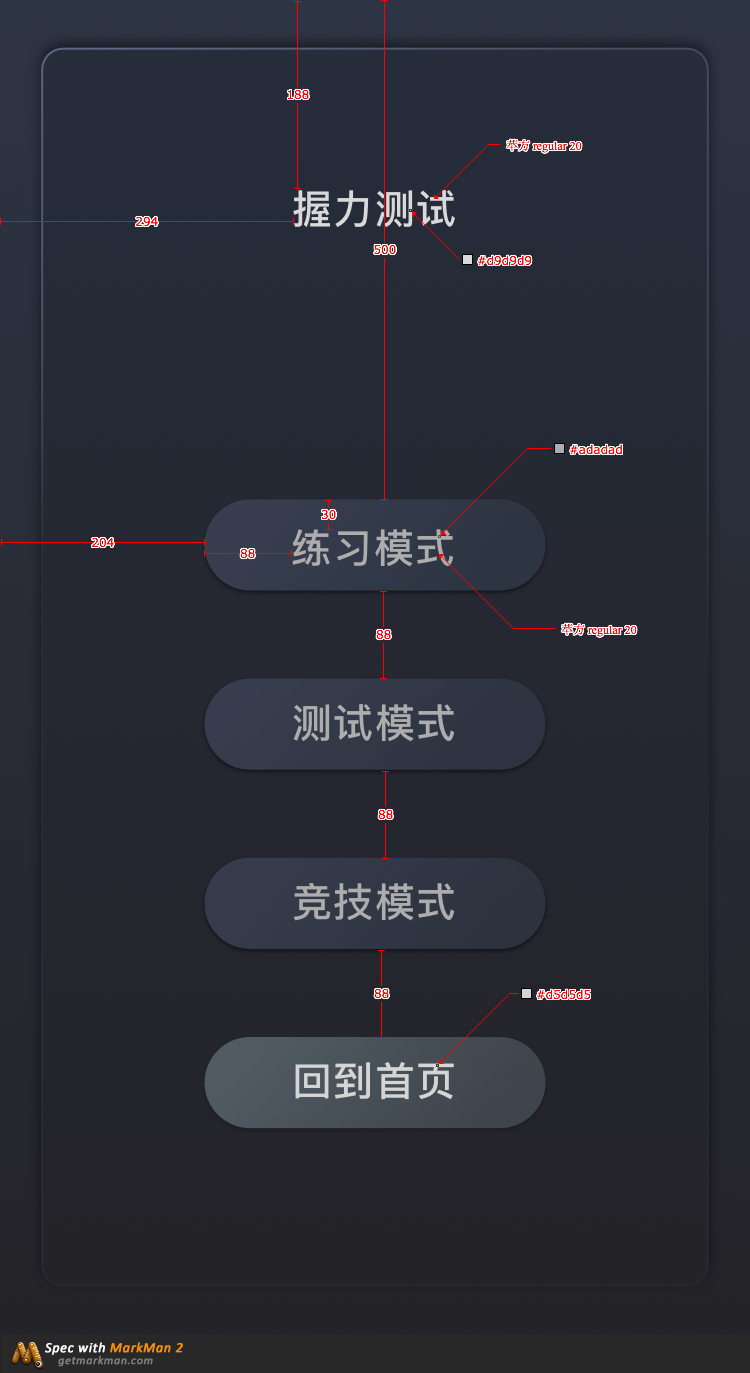 188
苹方 regular 20
握力测试
294
500
#d9d9d9
#adadad
30
204
88
练习模式
苹方 regular 20
88
测试模式
88
竞技模式
88
#d5d5d5
回到首页
Spec with MarkMan 2
getmarkman.com